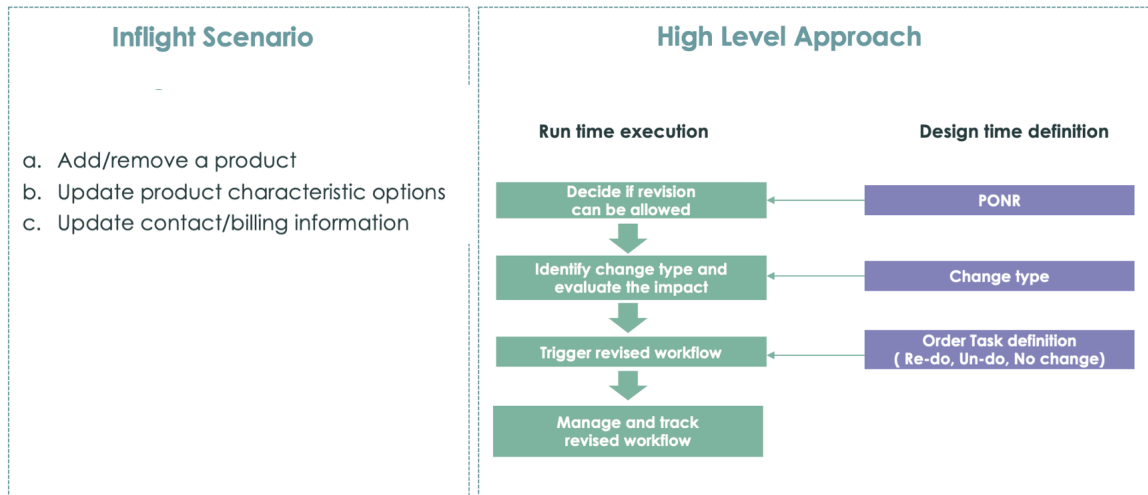 Inflight Scenario
a. Add/remove a product
b. Update product characteristic options
c. Update contact/billing information
High Level Approach
Run time execution
Design time definition
Decide if revision
can be allowed
PONR
Identify change type and
evaluate the impact
Change type
Trigger revised workflow
Order Task definition
( Re-do, Un-do, No change)
Manage and track
revised workflow